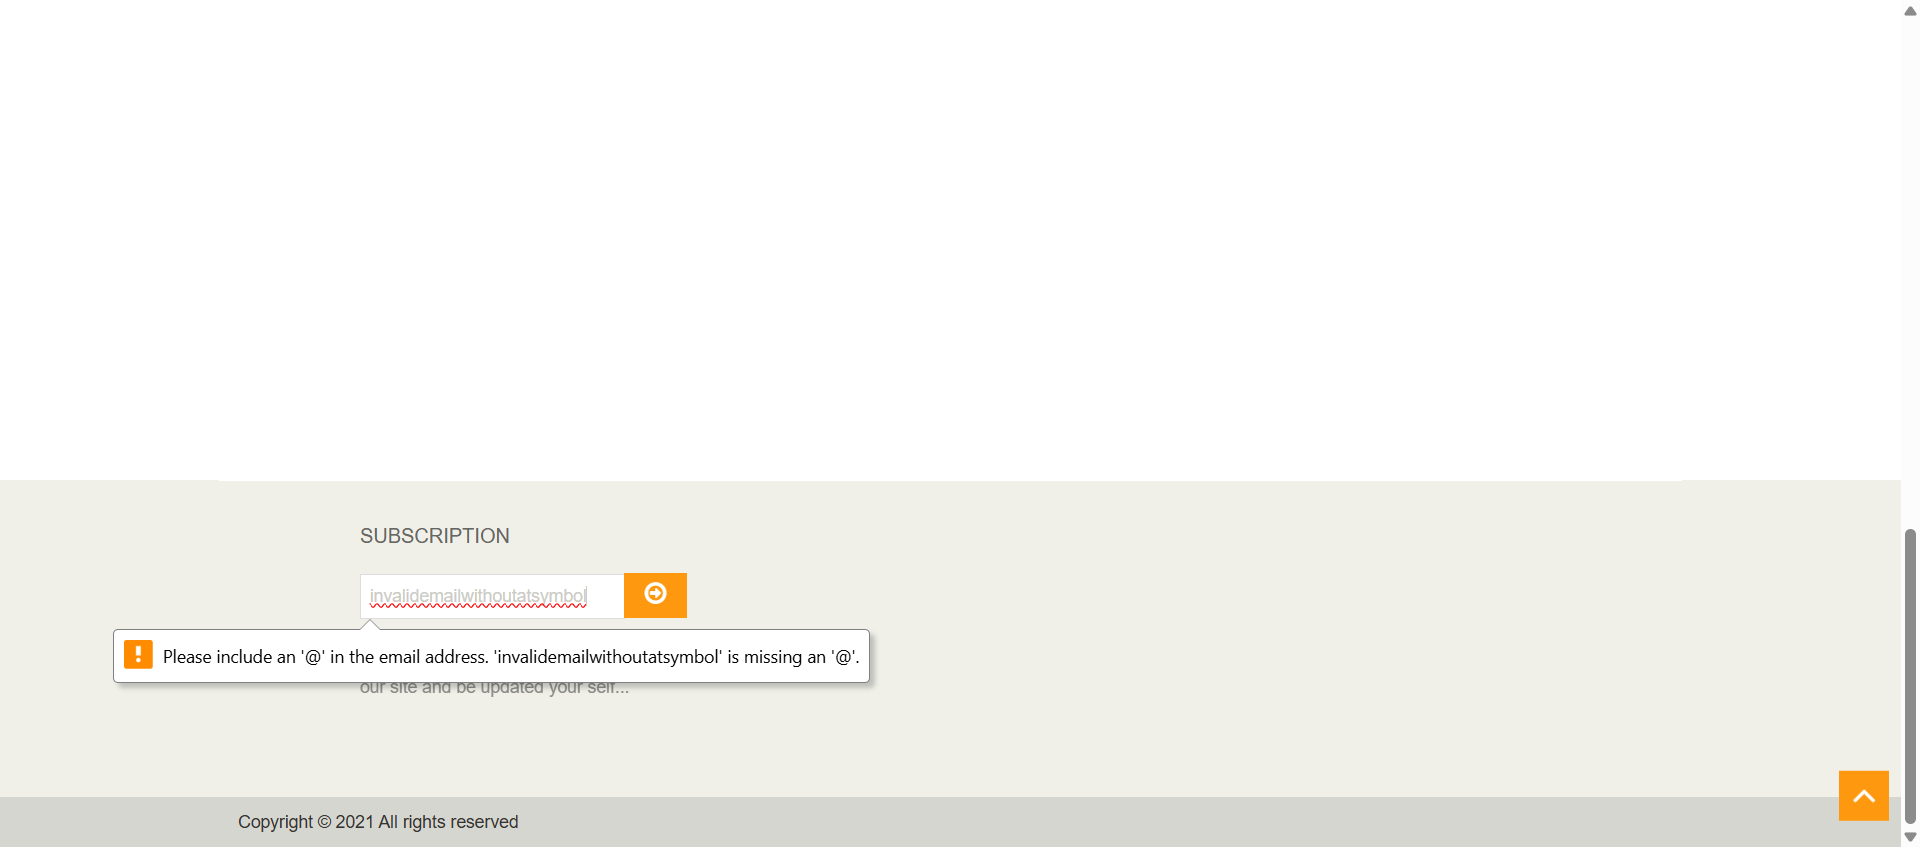 SUBSCRIPTION
invalidemailwithoutatsymbol
Please include an '@' in the email address. 'invalidemailwithoutatsymbol' is missing an '@'.
our site and be updated your self...
Copyright © 2021 All rights reserved